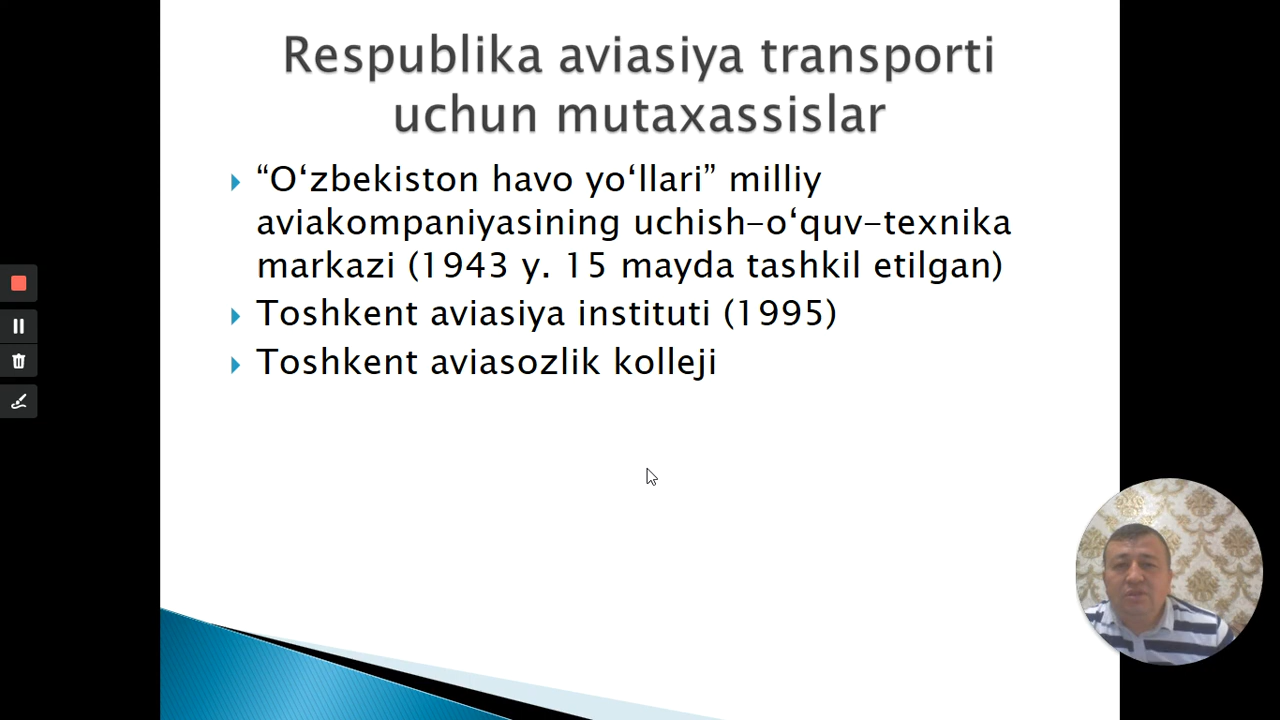 Respublika aviasiya transporti
uchun mutaxassislar
“O‘zbekiston havo yo‘llari” milliy
aviakompaniyasining uchish-o‘quv-texnika
markazi (1943 y. 15 mayda tashkil etilgan)
Toshkent aviasiya instituti (1995)
Toshkent aviasozlik kolleji